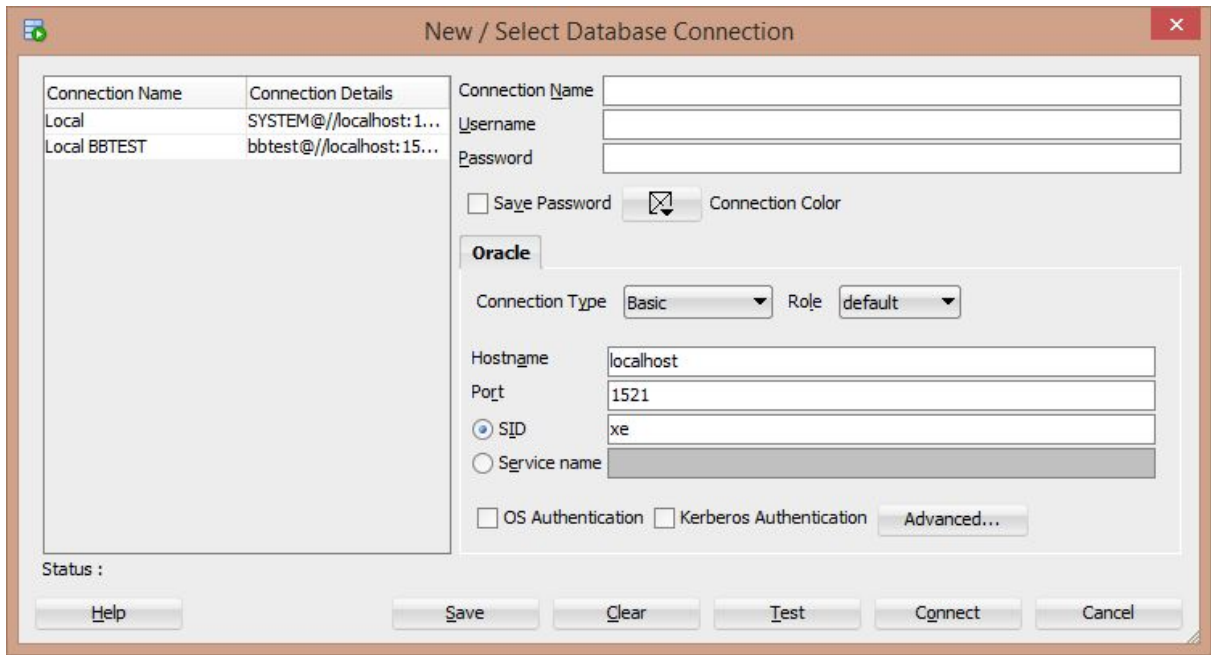 New / Select Database Connection
Connection Name Connection Details
Local SYSTEM@//localhost:1...
Local BBTEST bbtest@//localhost:15...
Connection Name
Username
Password
Save Password Connection Color
Oracle
Connection Type Basic Role default
Hostname localhost
Port 1521
SID xe
Service name
OS Authentication Kerberos Authentication Advanced...
Status :
Help Save Clear Test Connect Cancel